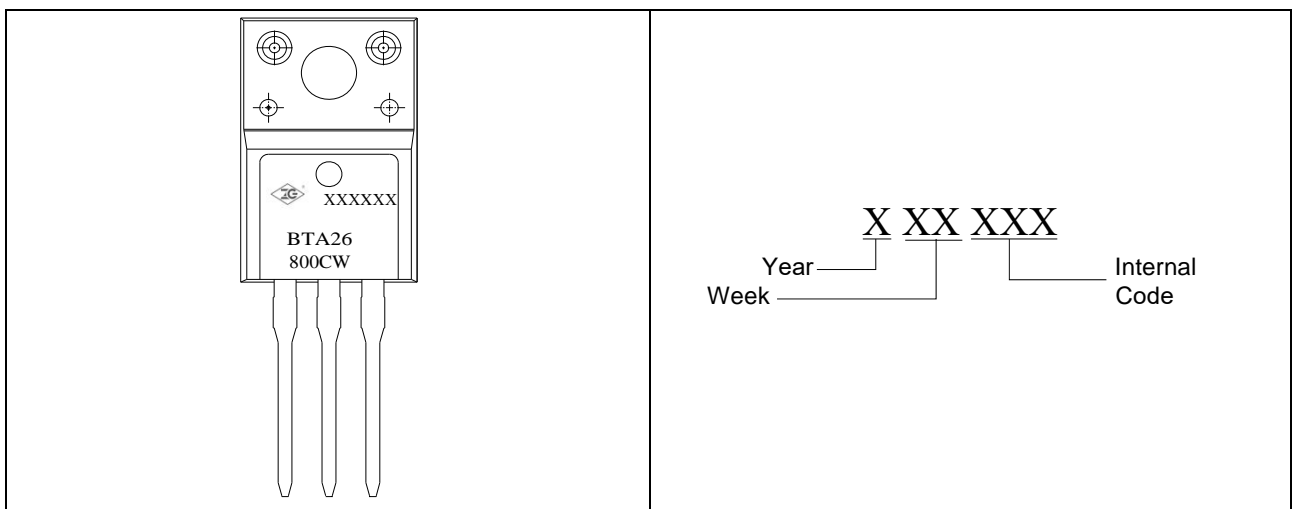 XXXXXX
BTA26
800CW
X XX XXX
Year
Week
Internal
Code